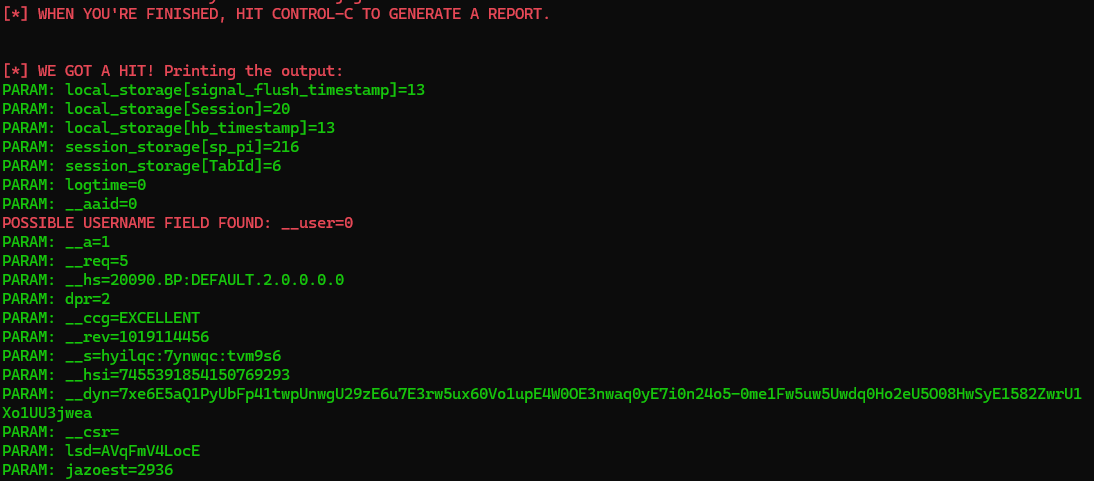 [*] WHEN YOU'RE FINISHED, HIT CONTROL-C TO GENERATE A REPORT.
[*] WE GOT A HIT! Printing the output:
PARAM: local_storage[signal_flush_timestamp]=13
PARAM: local_storage[Session]=20
PARAM: local_storage[hb_timestamp]=13
PARAM: session_storage[sp_pi]=216
PARAM: session_storage[TabId]=6
PARAM: logtime=0
PARAM: __aaid=0
POSSIBLE USERNAME FIELD FOUND: __user=0
PARAM: __a=1
PARAM: __req=5
PARAM: __hs=20090.BP:DEFAULT.2.0.0.0.0
PARAM: dpr=2
PARAM: __ccg=EXCELLENT
PARAM: __rev=1019114456
PARAM: __s=hyilqc:7ynwqc:tvm9s6
PARAM: __hsi=7455391854150769293
PARAM: __dyn=7xe6E5aQ1PyUbFp41twpUnwgU29zE6u7E3rw5ux60Vo1upE4W0OE3nwaq0yE7i0n24o5-0me1Fw5uw5Uwdq0Ho2eU5O08HwSyE1582ZwrU1
Xo1UU3jwea
PARAM: __csr=
PARAM: lsd=AVqFmV4LocE
PARAM: jazoest=2936